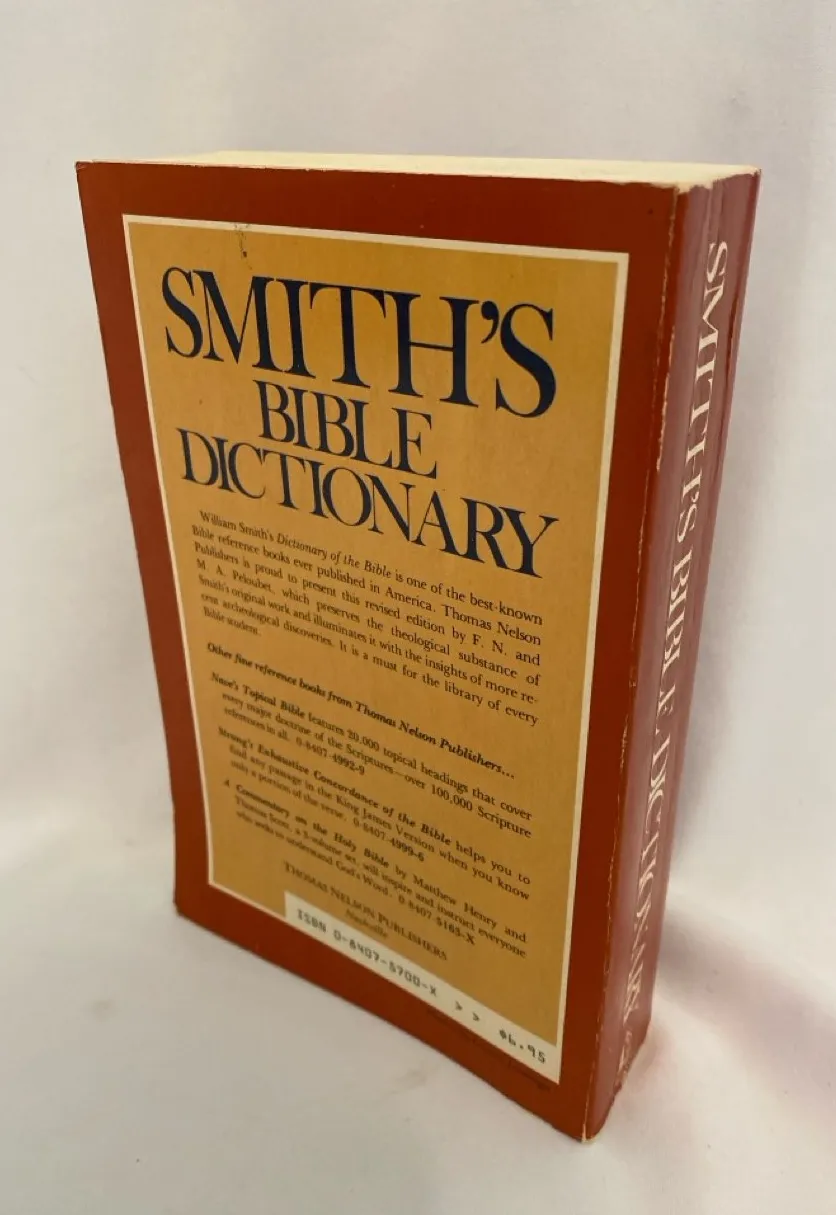 SMITH'S
BIBLE
DICTIONARY
William Smith's Dictionary of the Bible is one of the best-known
Bible reference books ever published in America. Thomas Nelson
Publishers is proud to present this revised edition by F. N. and
M. A. Peloubet, which preserves the theological substance of
Smith's original work and illuminates it with the insights of more re-
cent archeological discoveries. It is a must for the library of every
Bible student.
Other fine reference books from Thomas Nelson Publishers...
Nave's Topical Bible features 20,000 topical headings that cover
every major doctrine of the Scriptures—over 100,000 Scripture
references in all. 0-8407-4992-9
Strong's Exhaustive Concordance of the Bible helps you to
find any passage in the King James Version when you know
only a portion of the verse. 0-8407-4999-6
A Commentary on the Holy Bible by Matthew Henry and
Thomas Scott, a 3-volume set, will inspire and instruct everyone
who seeks to understand God's Word. 0-8407-5165-X
THOMAS NELSON PUBLISHERS
Nashville
ISBN 0-8407-5700-X >> $6.95
SMITH'S BIBLE DICTIONARY